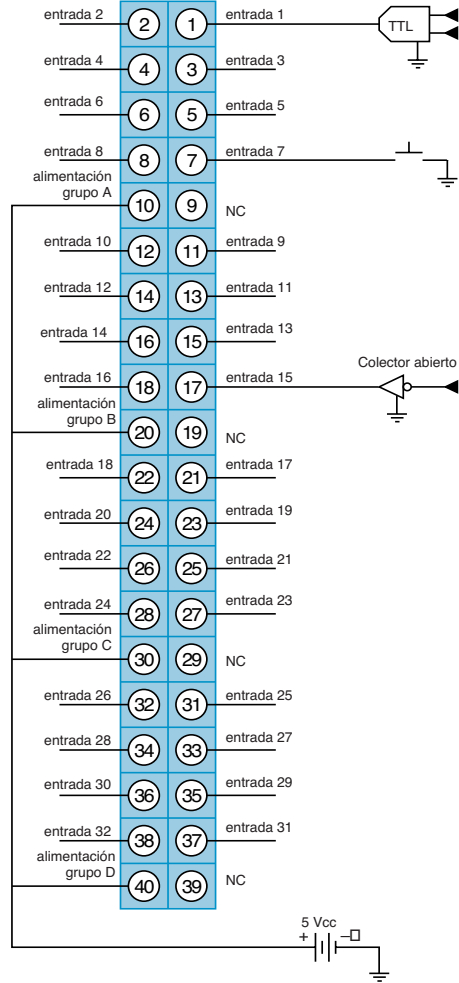 entrada 2 2 1 entrada 1 TTL
entrada 4 4 3 entrada 3
entrada 6 6 5 entrada 5
entrada 8 8 7 entrada 7
alimentación
grupo A 10 9 NC
entrada 10 12 11 entrada 9
entrada 12 14 13 entrada 11
entrada 14 16 15 entrada 13
Colector abierto
entrada 16 18 17 entrada 15
alimentación
grupo B 20 19 NC
entrada 18 22 21 entrada 17
entrada 20 24 23 entrada 19
entrada 22 26 25 entrada 21
entrada 24 28 27 entrada 23
alimentación
grupo C 30 29 NC
entrada 26 32 31 entrada 25
entrada 28 34 33 entrada 27
entrada 30 36 35 entrada 29
entrada 32 38 37 entrada 31
alimentación
grupo D 40 39 NC
5 Vcc
+ –